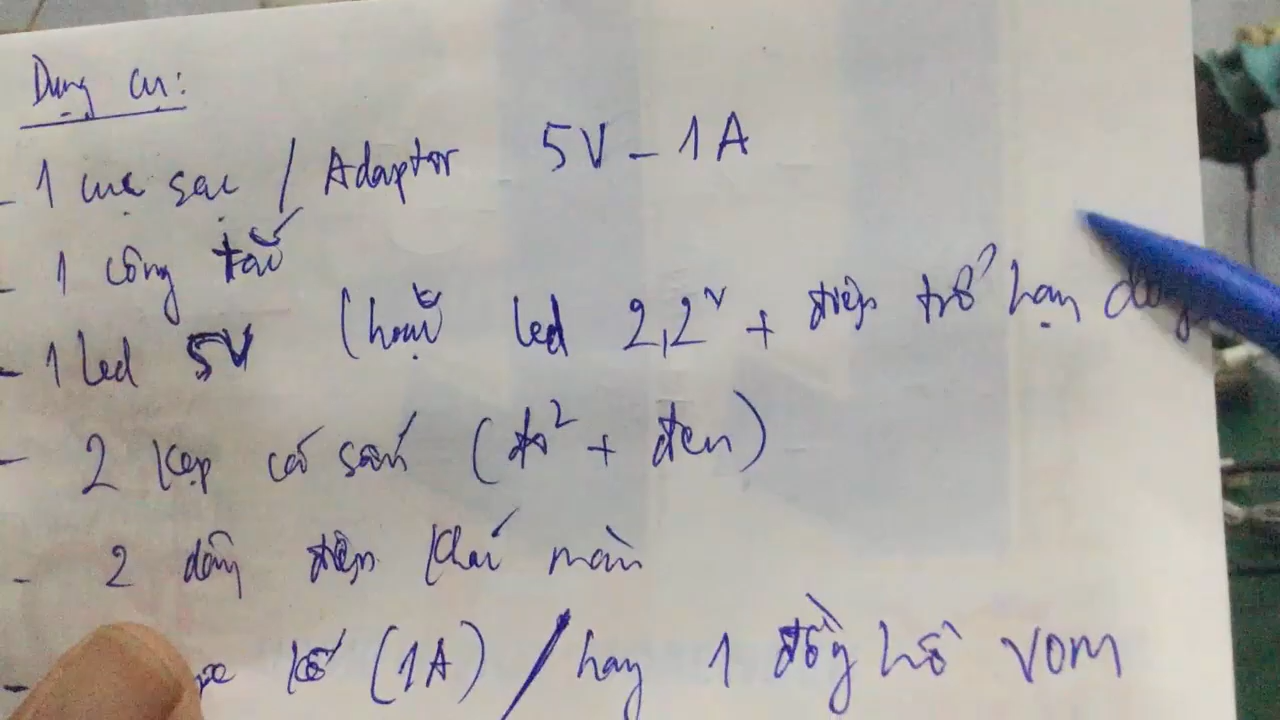 Dụng cụ:
- 1 cục sạc / Adaptor 5V - 1A
- 1 công tắc
- 1 led 5V (hoặc led 2,2V + điện trở hạn dòng
- 2 kẹp cá sấu (đỏ + đen)
- 2 dây điện khác màu
- kế (1A) / hay 1 đồng hồ VOM